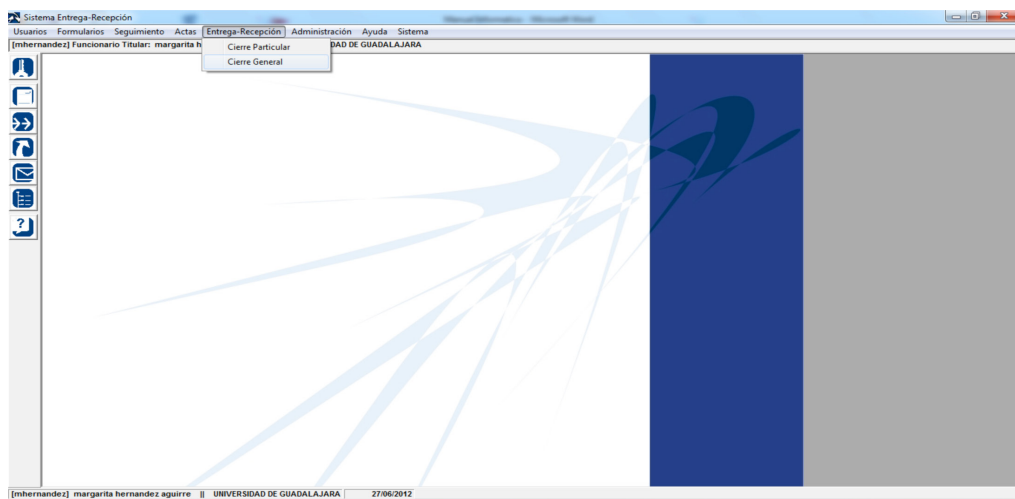 Sistema Entrega-Recepción
Usuarios Formularios Seguimiento Actas Entrega-Recepción Administración Ayuda Sistema
[mhernandez] Funcionario Titular: margarita h DAD DE GUADALAJARA
Cierre Particular
Cierre General
?
[mhernandez] margarita hernandez aguirre || UNIVERSIDAD DE GUADALAJARA 27/06/2012